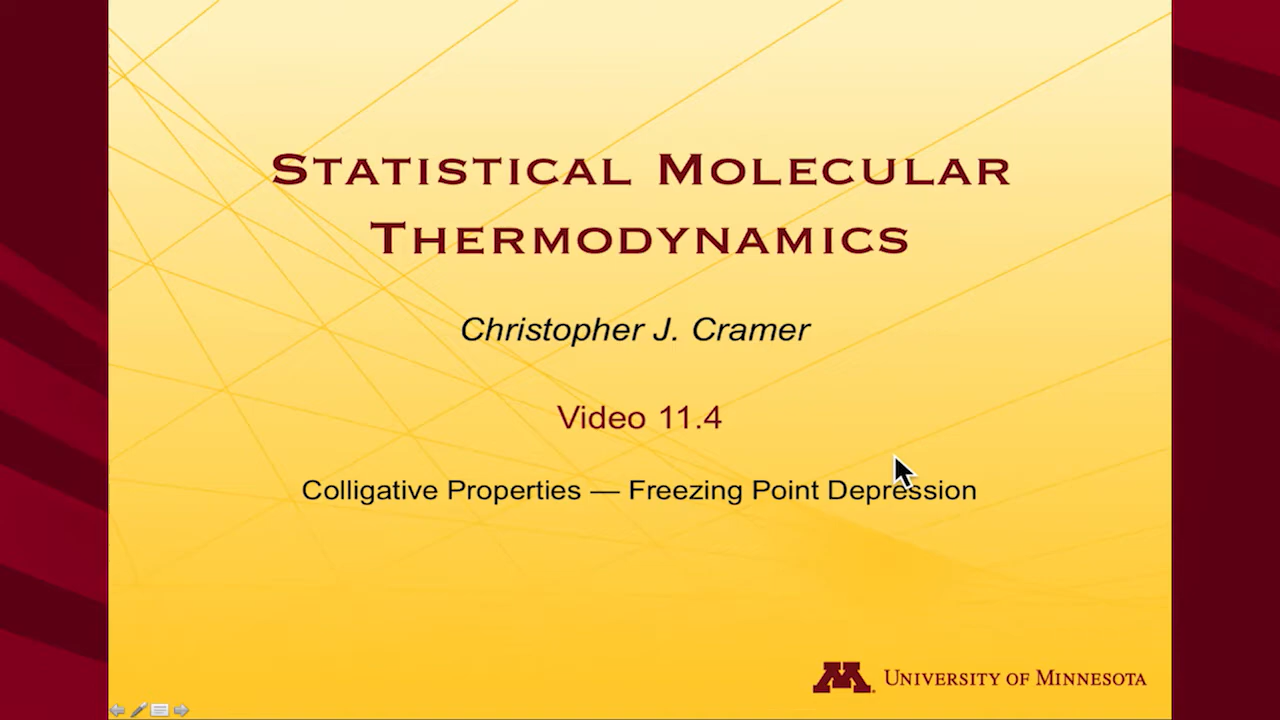 Statistical Molecular
Thermodynamics
Christopher J. Cramer
Video 11.4
Colligative Properties — Freezing Point Depression
M University of Minnesota